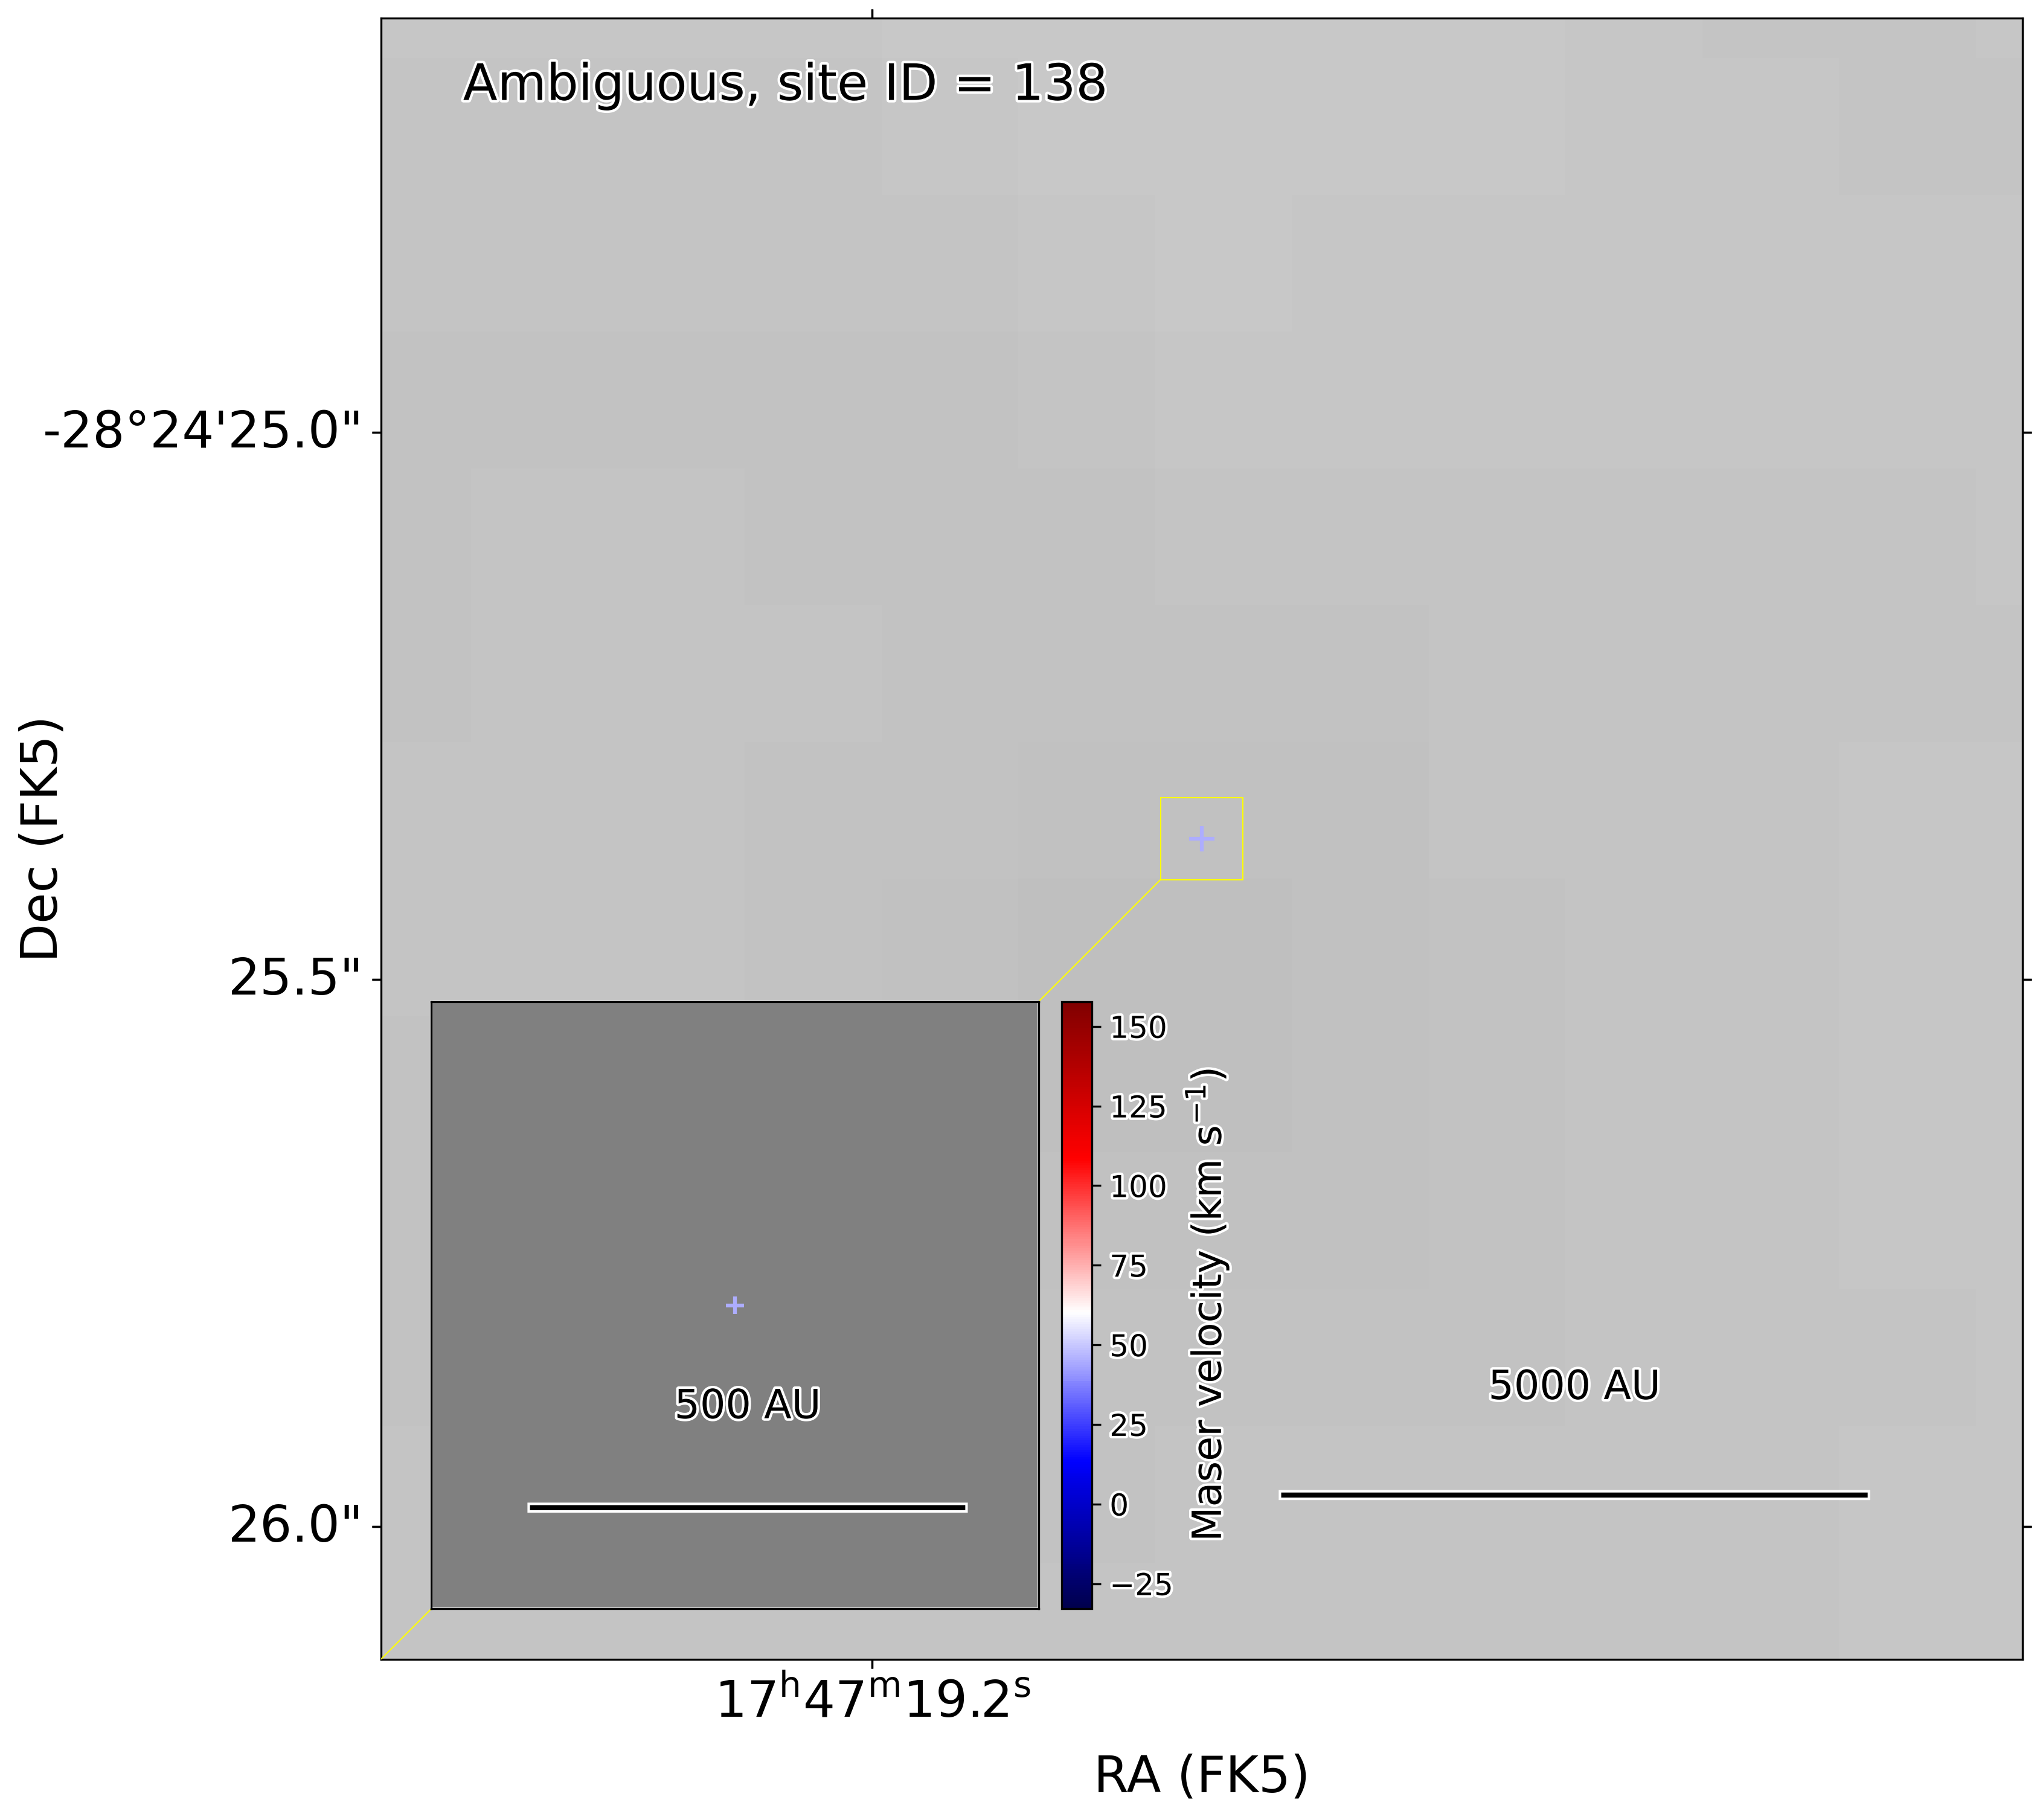 Ambiguous, site ID = 138
-28°24'25.0"
25.5"
26.0"
Dec (FK5)
500 AU
150
125
100
75
50
25
0
−25
Maser velocity (km s⁻¹)
5000 AU
17ʰ47ᵐ19.2ˢ
RA (FK5)